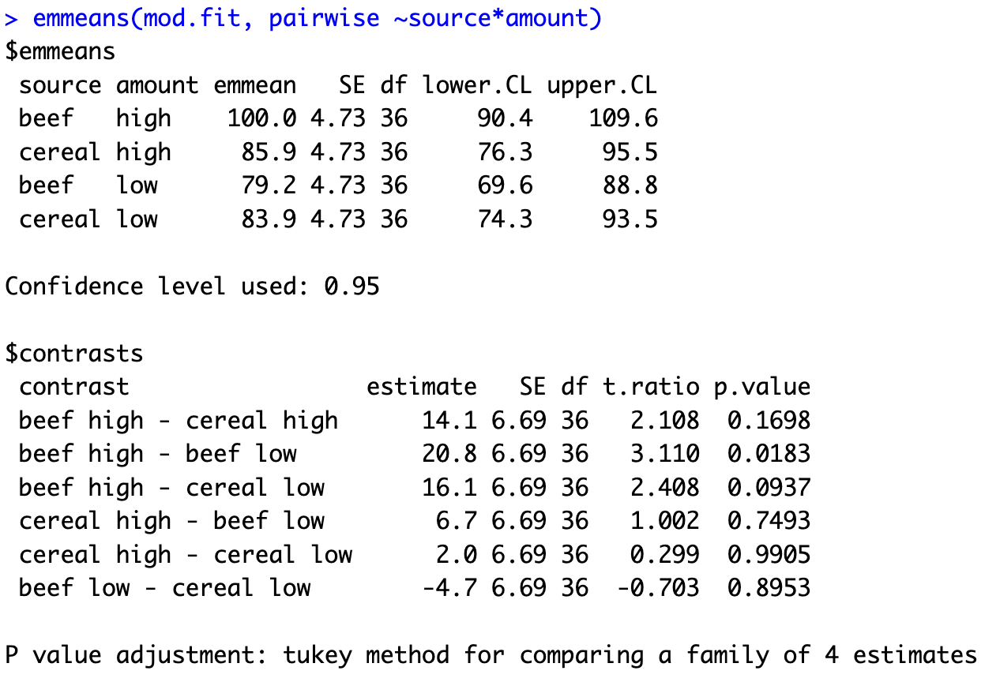 > emmeans(mod.fit, pairwise ~source*amount)
$emmeans
 source amount emmean   SE df lower.CL upper.CL
 beef   high    100.0 4.73 36     90.4    109.6
 cereal high     85.9 4.73 36     76.3     95.5
 beef   low      79.2 4.73 36     69.6     88.8
 cereal low      83.9 4.73 36     74.3     93.5

Confidence level used: 0.95

$contrasts
 contrast                 estimate   SE df t.ratio p.value
 beef high - cereal high      14.1 6.69 36   2.108  0.1698
 beef high - beef low         20.8 6.69 36   3.110  0.0183
 beef high - cereal low       16.1 6.69 36   2.408  0.0937
 cereal high - beef low        6.7 6.69 36   1.002  0.7493
 cereal high - cereal low      2.0 6.69 36   0.299  0.9905
 beef low - cereal low        -4.7 6.69 36  -0.703  0.8953

P value adjustment: tukey method for comparing a family of 4 estimates